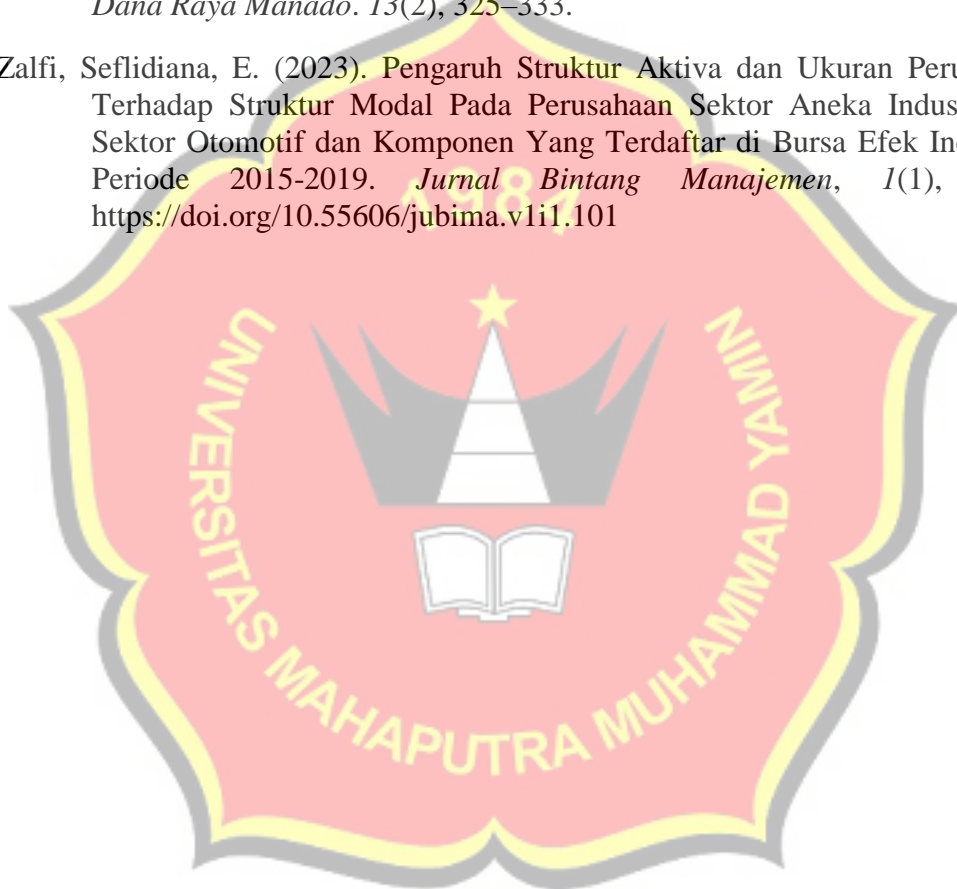 Dana Raya Manado. 13(2), 325–333.
Zalfi, Seflidiana, E. (2023). Pengaruh Struktur Aktiva dan Ukuran Peru
Terhadap Struktur Modal Pada Perusahaan Sektor Aneka Indus
Sektor Otomotif dan Komponen Yang Terdaftar di Bursa Efek Ind
Periode 2015-2019. Jurnal Bintang Manajemen, 1(1),
https://doi.org/10.55606/jubima.v1i1.101
1984
UNIVERSITAS MAHAPUTRA MUHAMMAD YAMIN